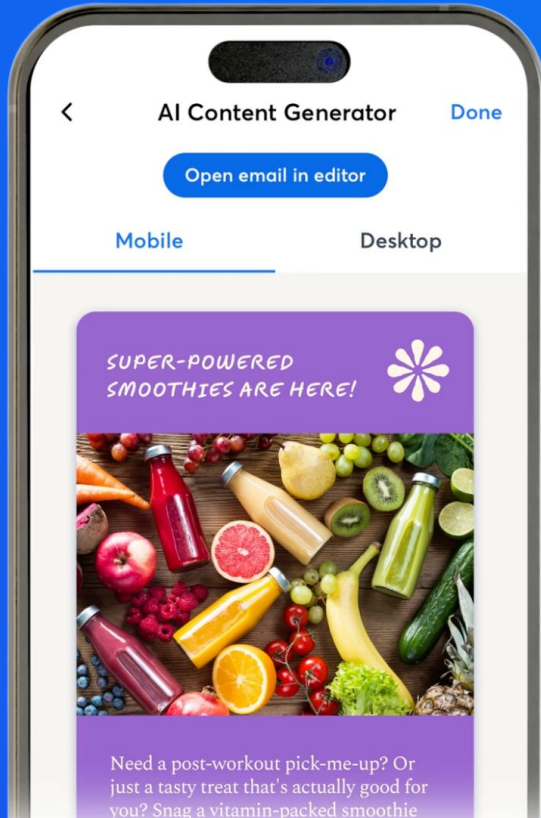 AI Content Generator
Done
Open email in editor
Mobile
Desktop
SUPER-POWERED
SMOOTHIES ARE HERE!
Need a post-workout pick-me-up? Or
just a tasty treat that's actually good for
you? Snag a vitamin-packed smoothie